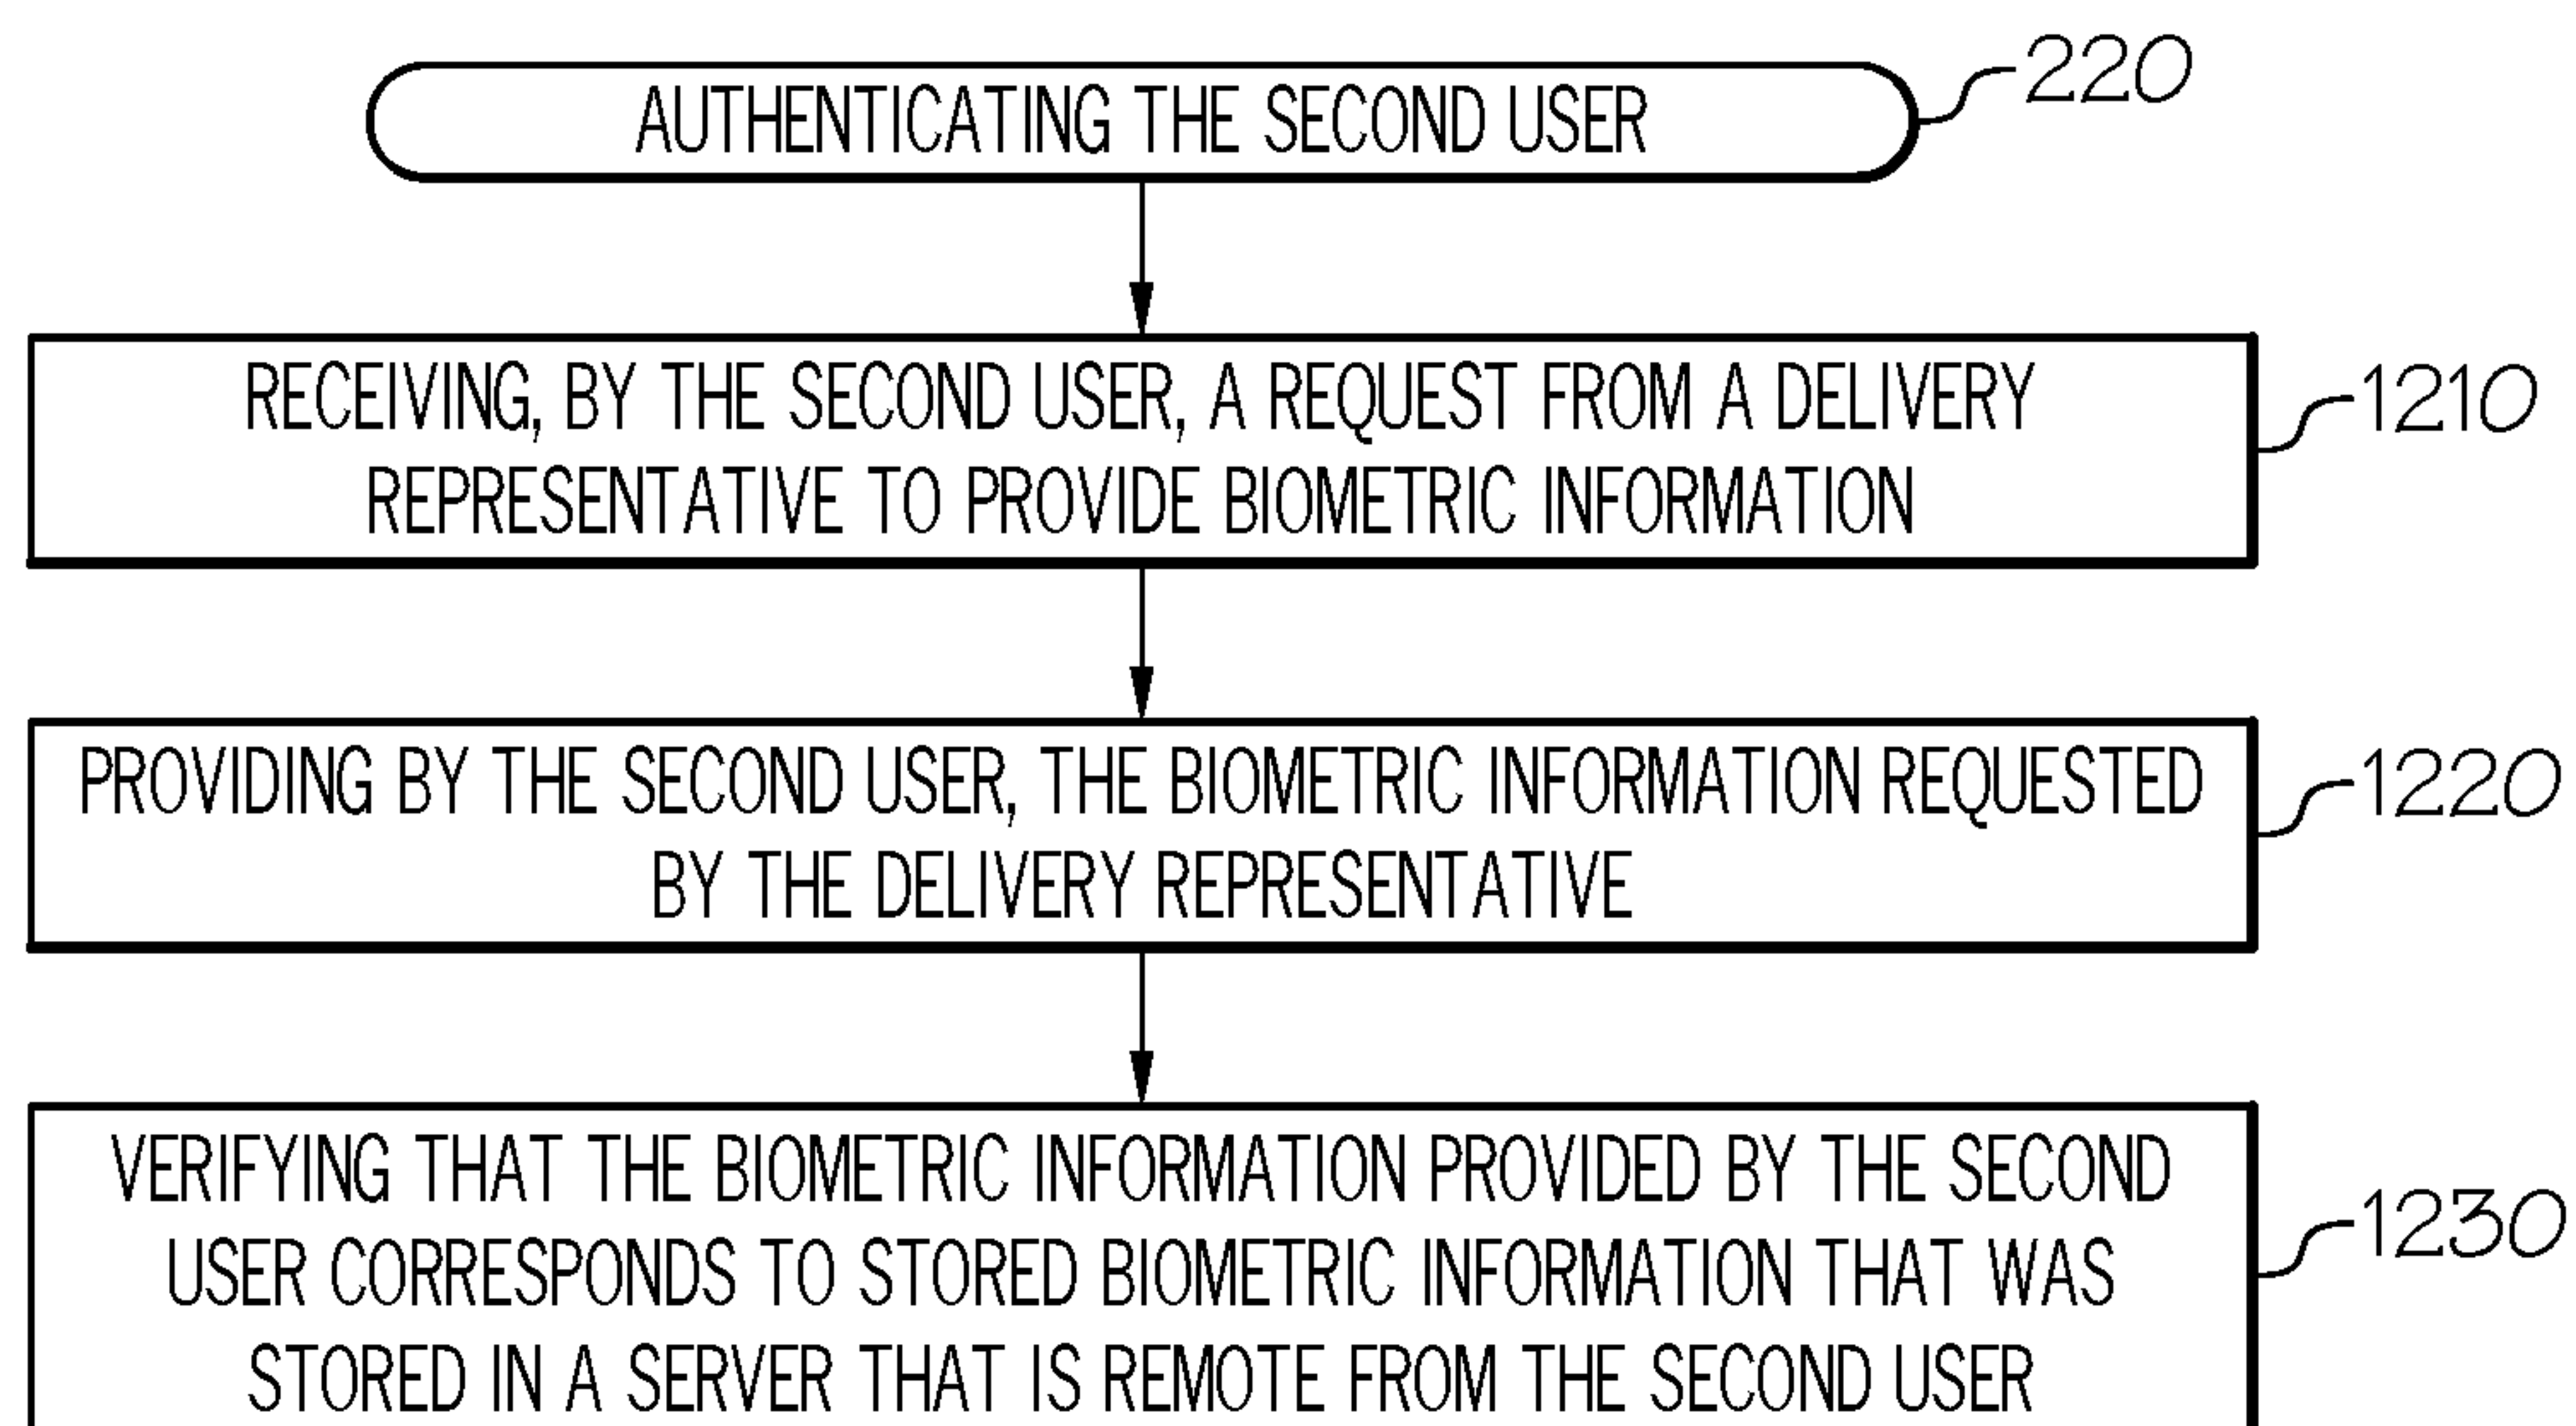 AUTHENTICATING THE SECOND USER
220
RECEIVING, BY THE SECOND USER, A REQUEST FROM A DELIVERY
REPRESENTATIVE TO PROVIDE BIOMETRIC INFORMATION
1210
PROVIDING BY THE SECOND USER, THE BIOMETRIC INFORMATION REQUESTED
BY THE DELIVERY REPRESENTATIVE
1220
VERIFYING THAT THE BIOMETRIC INFORMATION PROVIDED BY THE SECOND
USER CORRESPONDS TO STORED BIOMETRIC INFORMATION THAT WAS
STORED IN A SERVER THAT IS REMOTE FROM THE SECOND USER
1230